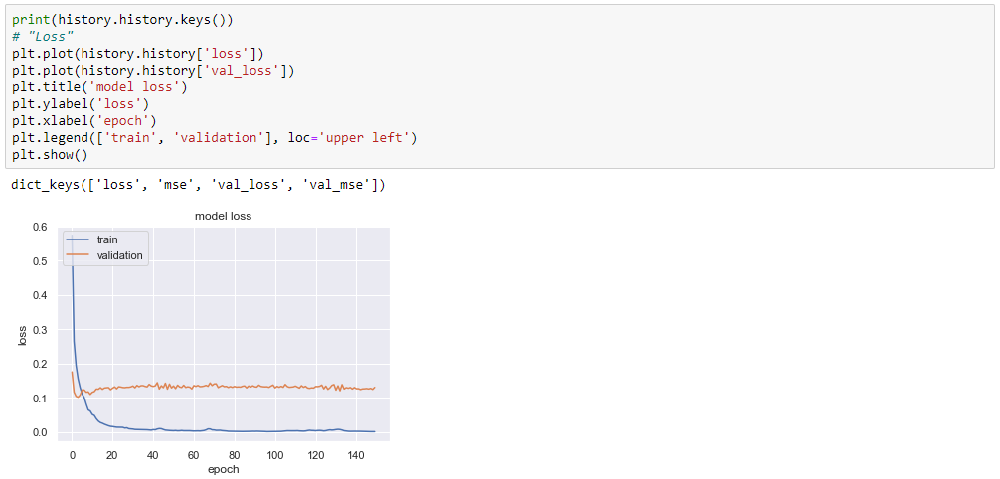 print(history.history.keys())
# "Loss"
plt.plot(history.history['loss'])
plt.plot(history.history['val_loss'])
plt.title('model loss')
plt.ylabel('loss')
plt.xlabel('epoch')
plt.legend(['train', 'validation'], loc='upper left')
plt.show()
dict_keys(['loss', 'mse', 'val_loss', 'val_mse'])
model loss
0.6
0.5
0.4
0.3
0.2
0.1
0.0
loss
train
validation
0 20 40 60 80 100 120 140
epoch